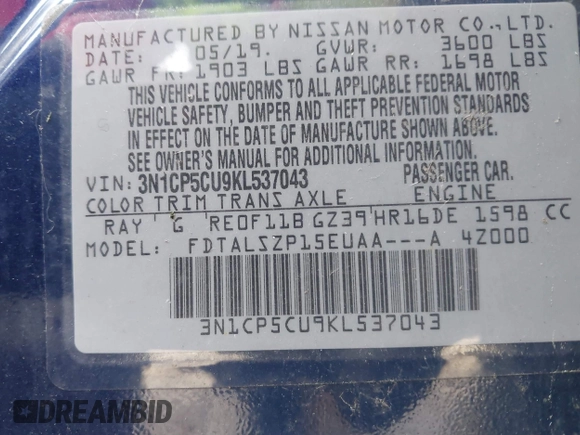 MANUFACTURED BY NISSAN MOTOR CO., LTD.
DATE: 05/19. GVWR: 3600 LBS
GAWR FR: 1903 LBS GAWR RR: 1698 LBS
THIS VEHICLE CONFORMS TO ALL APPLICABLE FEDERAL MOTOR
VEHICLE SAFETY, BUMPER AND THEFT PREVENTION STANDARDS
IN EFFECT ON THE DATE OF MANUFACTURE SHOWN ABOVE.
SEE OWNER'S MANUAL FOR ADDITIONAL INFORMATION.
VIN: 3N1CP5CU9KL537043 PASSENGER CAR.
COLOR TRIM TRANS AXLE ENGINE
RAY G RE0F11B GZ39 HR16DE 1598 CC
MODEL: FDTALSZP15EUAA---A 4Z000
3N1CP5CU9KL537043
DREAMBID